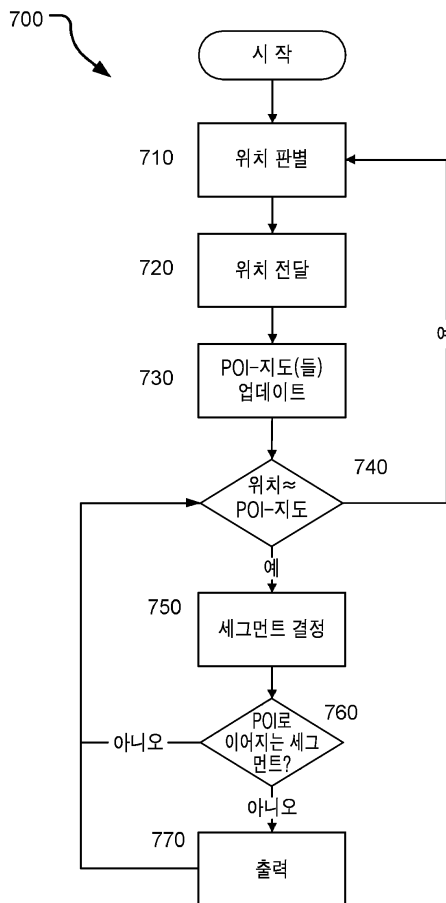 700
시 작
710
위치 판별
720
위치 전달
예
730
POI-지도(들)
업데이트
740
위치≈
POI-지도
예
750
세그먼트 결정
760
POI로
이어지는 세그
먼트?
아니오
아니오
770
출력